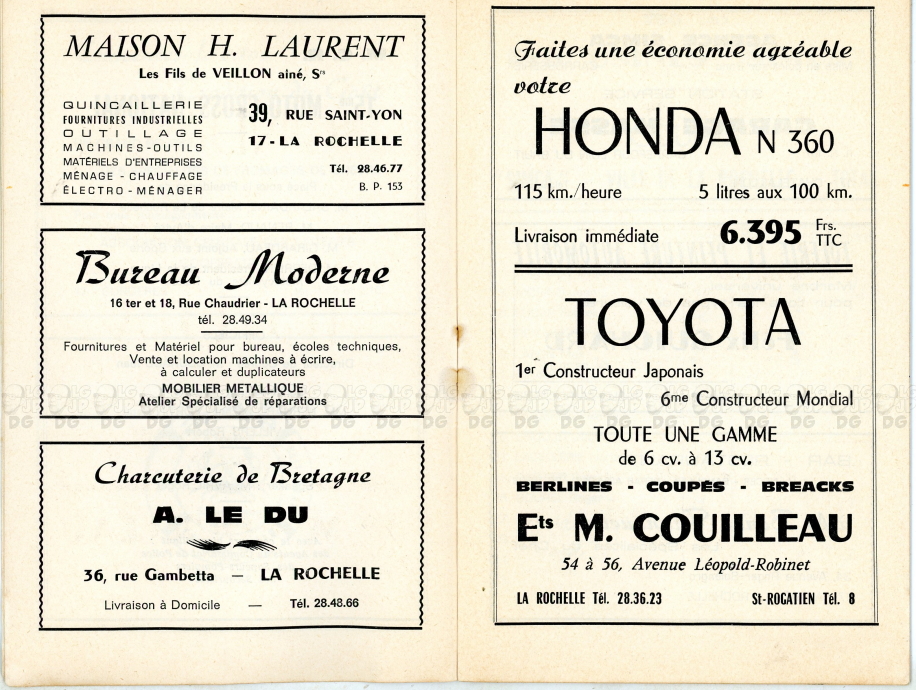 MAISON H. LAURENT
Les Fils de VEILLON ainé, Srs
QUINCAILLERIE
FOURNITURES INDUSTRIELLES
OUTILLAGE
MACHINES-OUTILS
MATÉRIELS D'ENTREPRISES
MÉNAGE - CHAUFFAGE
ÉLECTRO - MÉNAGER
39, RUE SAINT-YON
17 - LA ROCHELLE
Tél. 28.46.77
B. P. 153
Bureau Moderne
16 ter et 18, Rue Chaudrier - LA ROCHELLE
tél. 28.49.34
Fournitures et Matériel pour bureau, écoles techniques,
Vente et location machines à écrire,
à calculer et duplicateurs
MOBILIER METALLIQUE
Atelier Spécialisé de réparations
Charcuterie de Bretagne
A. LE DU
36, rue Gambetta — LA ROCHELLE
Livraison à Domicile — Tél. 28.48.66
Faites une économie agréable
votre
HONDA N 360
115 km./heure 5 litres aux 100 km.
Livraison immédiate 6.395 Frs. TTC
TOYOTA
1er Constructeur Japonais
6me Constructeur Mondial
TOUTE UNE GAMME
de 6 cv. à 13 cv.
BERLINES - COUPÉS - BREACKS
Ets M. COUILLEAU
54 à 56, Avenue Léopold-Robinet
LA ROCHELLE Tél. 28.36.23 St-ROGATIEN Tél. 8